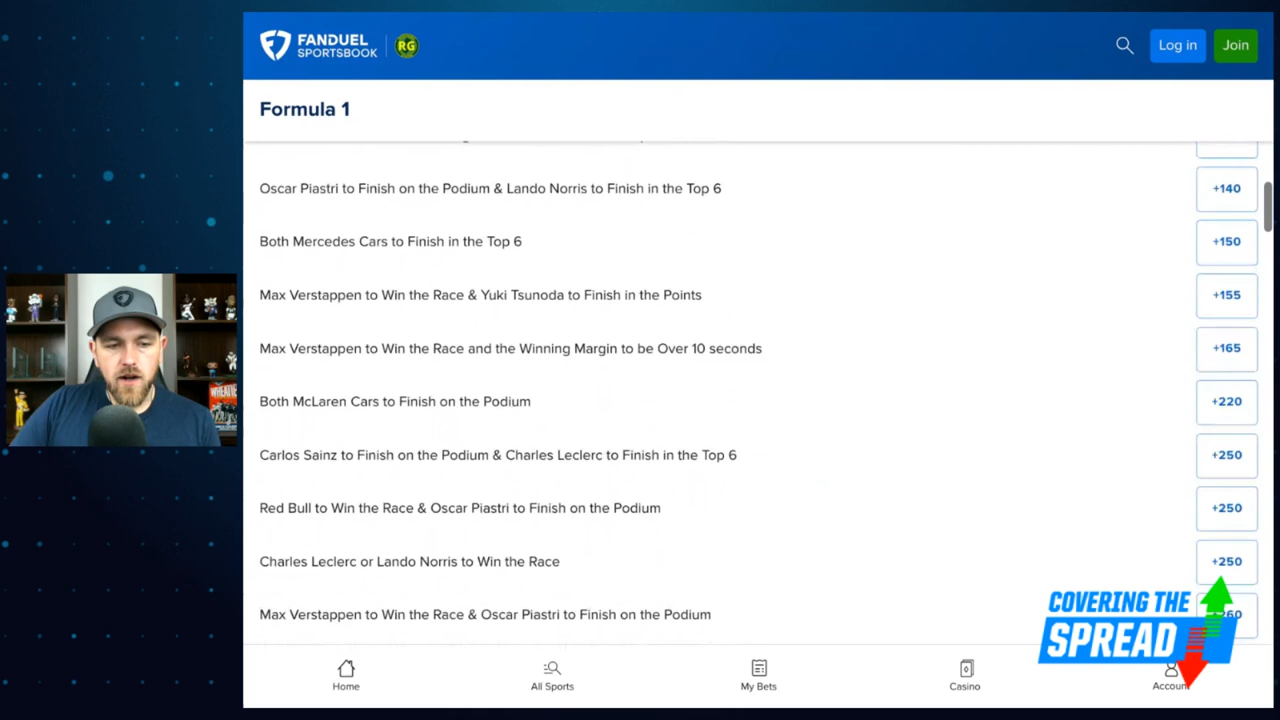 FANDUEL
SPORTSBOOK
RG
Log in
Join
Formula 1
Oscar Piastri to Finish on the Podium & Lando Norris to Finish in the Top 6
+140
Both Mercedes Cars to Finish in the Top 6
+150
Max Verstappen to Win the Race & Yuki Tsunoda to Finish in the Points
+155
Max Verstappen to Win the Race and the Winning Margin to be Over 10 seconds
+165
Both McLaren Cars to Finish on the Podium
+220
Carlos Sainz to Finish on the Podium & Charles Leclerc to Finish in the Top 6
+250
Red Bull to Win the Race & Oscar Piastri to Finish on the Podium
+250
Charles Leclerc or Lando Norris to Win the Race
+250
Max Verstappen to Win the Race & Oscar Piastri to Finish on the Podium
COVERING THE
SPREAD
Home
All Sports
My Bets
Casino
Account
WHEATIES